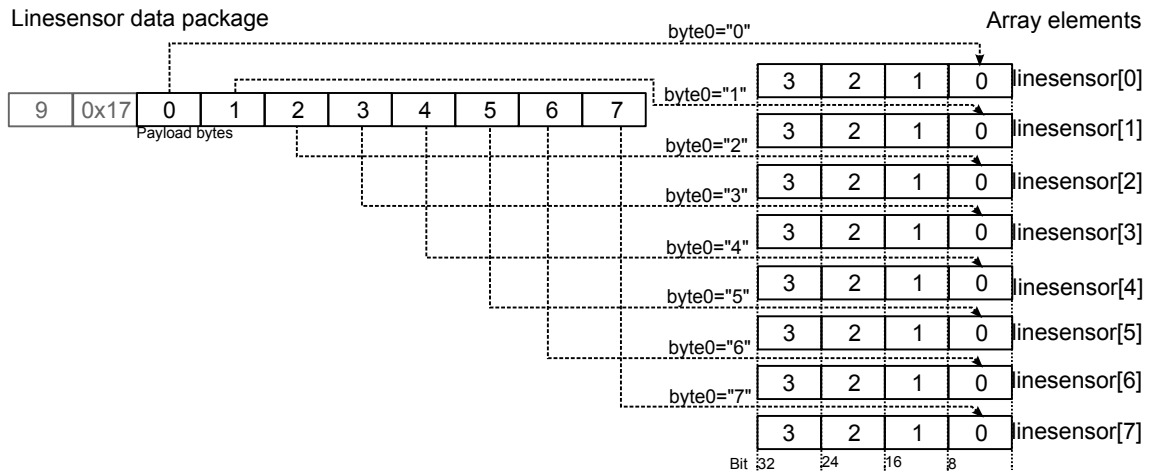 Linesensor data package
Array elements
byte0="0"
3 2 1 0 linesensor[0]
9 0x17 0 1 2 3 4 5 6 7
Payload bytes
byte0="1"
3 2 1 0 linesensor[1]
byte0="2"
3 2 1 0 linesensor[2]
byte0="3"
3 2 1 0 linesensor[3]
byte0="4"
3 2 1 0 linesensor[4]
byte0="5"
3 2 1 0 linesensor[5]
byte0="6"
3 2 1 0 linesensor[6]
byte0="7"
3 2 1 0 linesensor[7]
Bit 32 24 16 8